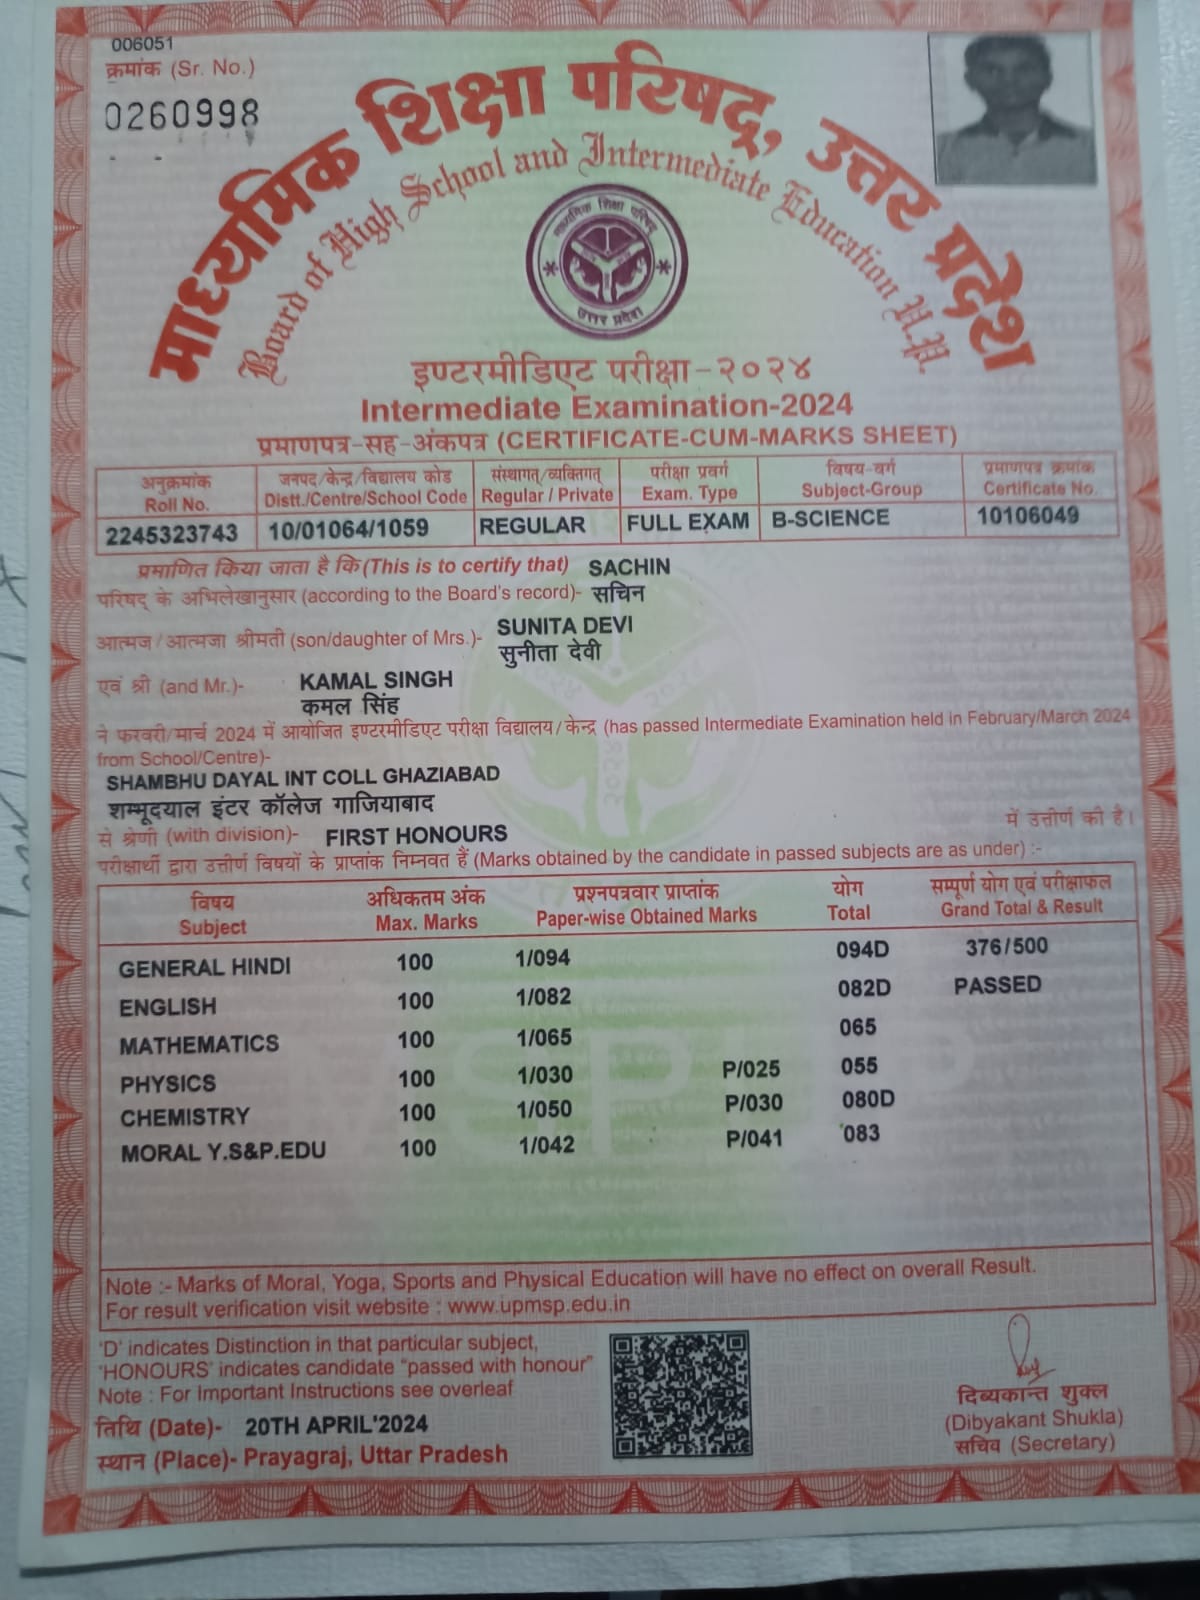 006051
क्रमांक (Sr. No.)
0260998
माध्यमिक शिक्षा परिषद्, उत्तर प्रदेश
Board of High School and Intermediate Education U.P.
माध्यमिक शिक्षा परिषद्
उत्तर प्रदेश
इण्टरमीडिएट परीक्षा-२०२४
Intermediate Examination-2024
प्रमाणपत्र-सह-अंकपत्र (CERTIFICATE-CUM-MARKS SHEET)
अनुक्रमांक जनपद/केन्द्र/विद्यालय कोड संस्थागत/व्यक्तिगत् परीक्षा प्रवर्ग विषय-वर्ग प्रमाणपत्र क्रमांक
Roll No. Distt./Centre/School Code Regular / Private Exam. Type Subject-Group Certificate No.
2245323743 10/01064/1059 REGULAR FULL EXAM B-SCIENCE 10106049
प्रमाणित किया जाता है कि (This is to certify that) SACHIN
परिषद् के अभिलेखानुसार (according to the Board's record)- सचिन
आत्मज/आत्मजा श्रीमती (son/daughter of Mrs.)- SUNITA DEVI
सुनीता देवी
एवं श्री (and Mr.)- KAMAL SINGH
कमल सिंह
ने फरवरी/मार्च 2024 में आयोजित इण्टरमीडिएट परीक्षा विद्यालय/केन्द्र (has passed Intermediate Examination held in February/March 2024
from School/Centre)-
SHAMBHU DAYAL INT COLL GHAZIABAD
शम्भूदयाल इंटर कॉलेज गाजियाबाद
से श्रेणी (with division)- FIRST HONOURS में उत्तीर्ण की है।
परीक्षार्थी द्वारा उत्तीर्ण विषयों के प्राप्तांक निम्नवत हैं (Marks obtained by the candidate in passed subjects are as under) :-
विषय अधिकतम अंक प्रश्नपत्रवार प्राप्तांक योग सम्पूर्ण योग एवं परीक्षाफल
Subject Max. Marks Paper-wise Obtained Marks Total Grand Total & Result
GENERAL HINDI 100 1/094 094D 376/500
ENGLISH 100 1/082 082D PASSED
MATHEMATICS 100 1/065 065
PHYSICS 100 1/030 P/025 055
CHEMISTRY 100 1/050 P/030 080D
MORAL Y.S&P.EDU 100 1/042 P/041 083
Note :- Marks of Moral, Yoga, Sports and Physical Education will have no effect on overall Result.
For result verification visit website : www.upmsp.edu.in
'D' indicates Distinction in that particular subject,
'HONOURS' indicates candidate "passed with honour"
Note : For Important Instructions see overleaf
तिथि (Date)- 20TH APRIL'2024
स्थान (Place)- Prayagraj, Uttar Pradesh
दिब्यकान्त शुक्ल
(Dibyakant Shukla)
सचिव (Secretary)